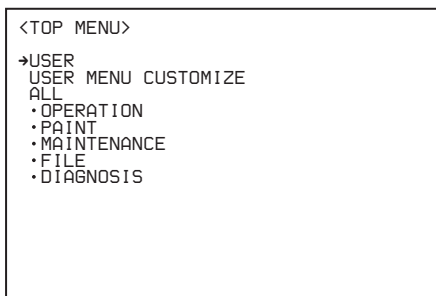 <TOP MENU>
→USER
USER MENU CUSTOMIZE
ALL
・OPERATION
・PAINT
・MAINTENANCE
・FILE
・DIAGNOSIS